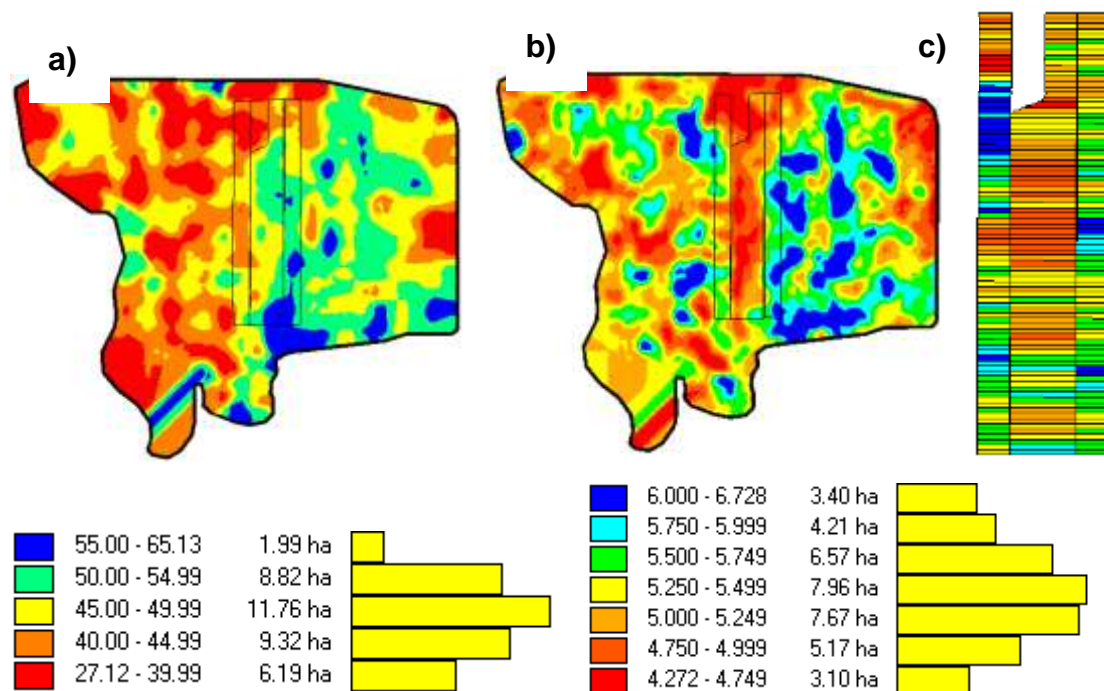 a)
b)
c)
55.00 - 65.13 1.99 ha
50.00 - 54.99 8.82 ha
45.00 - 49.99 11.76 ha
40.00 - 44.99 9.32 ha
27.12 - 39.99 6.19 ha
6.000 - 6.728 3.40 ha
5.750 - 5.999 4.21 ha
5.500 - 5.749 6.57 ha
5.250 - 5.499 7.96 ha
5.000 - 5.249 7.67 ha
4.750 - 4.999 5.17 ha
4.272 - 4.749 3.10 ha